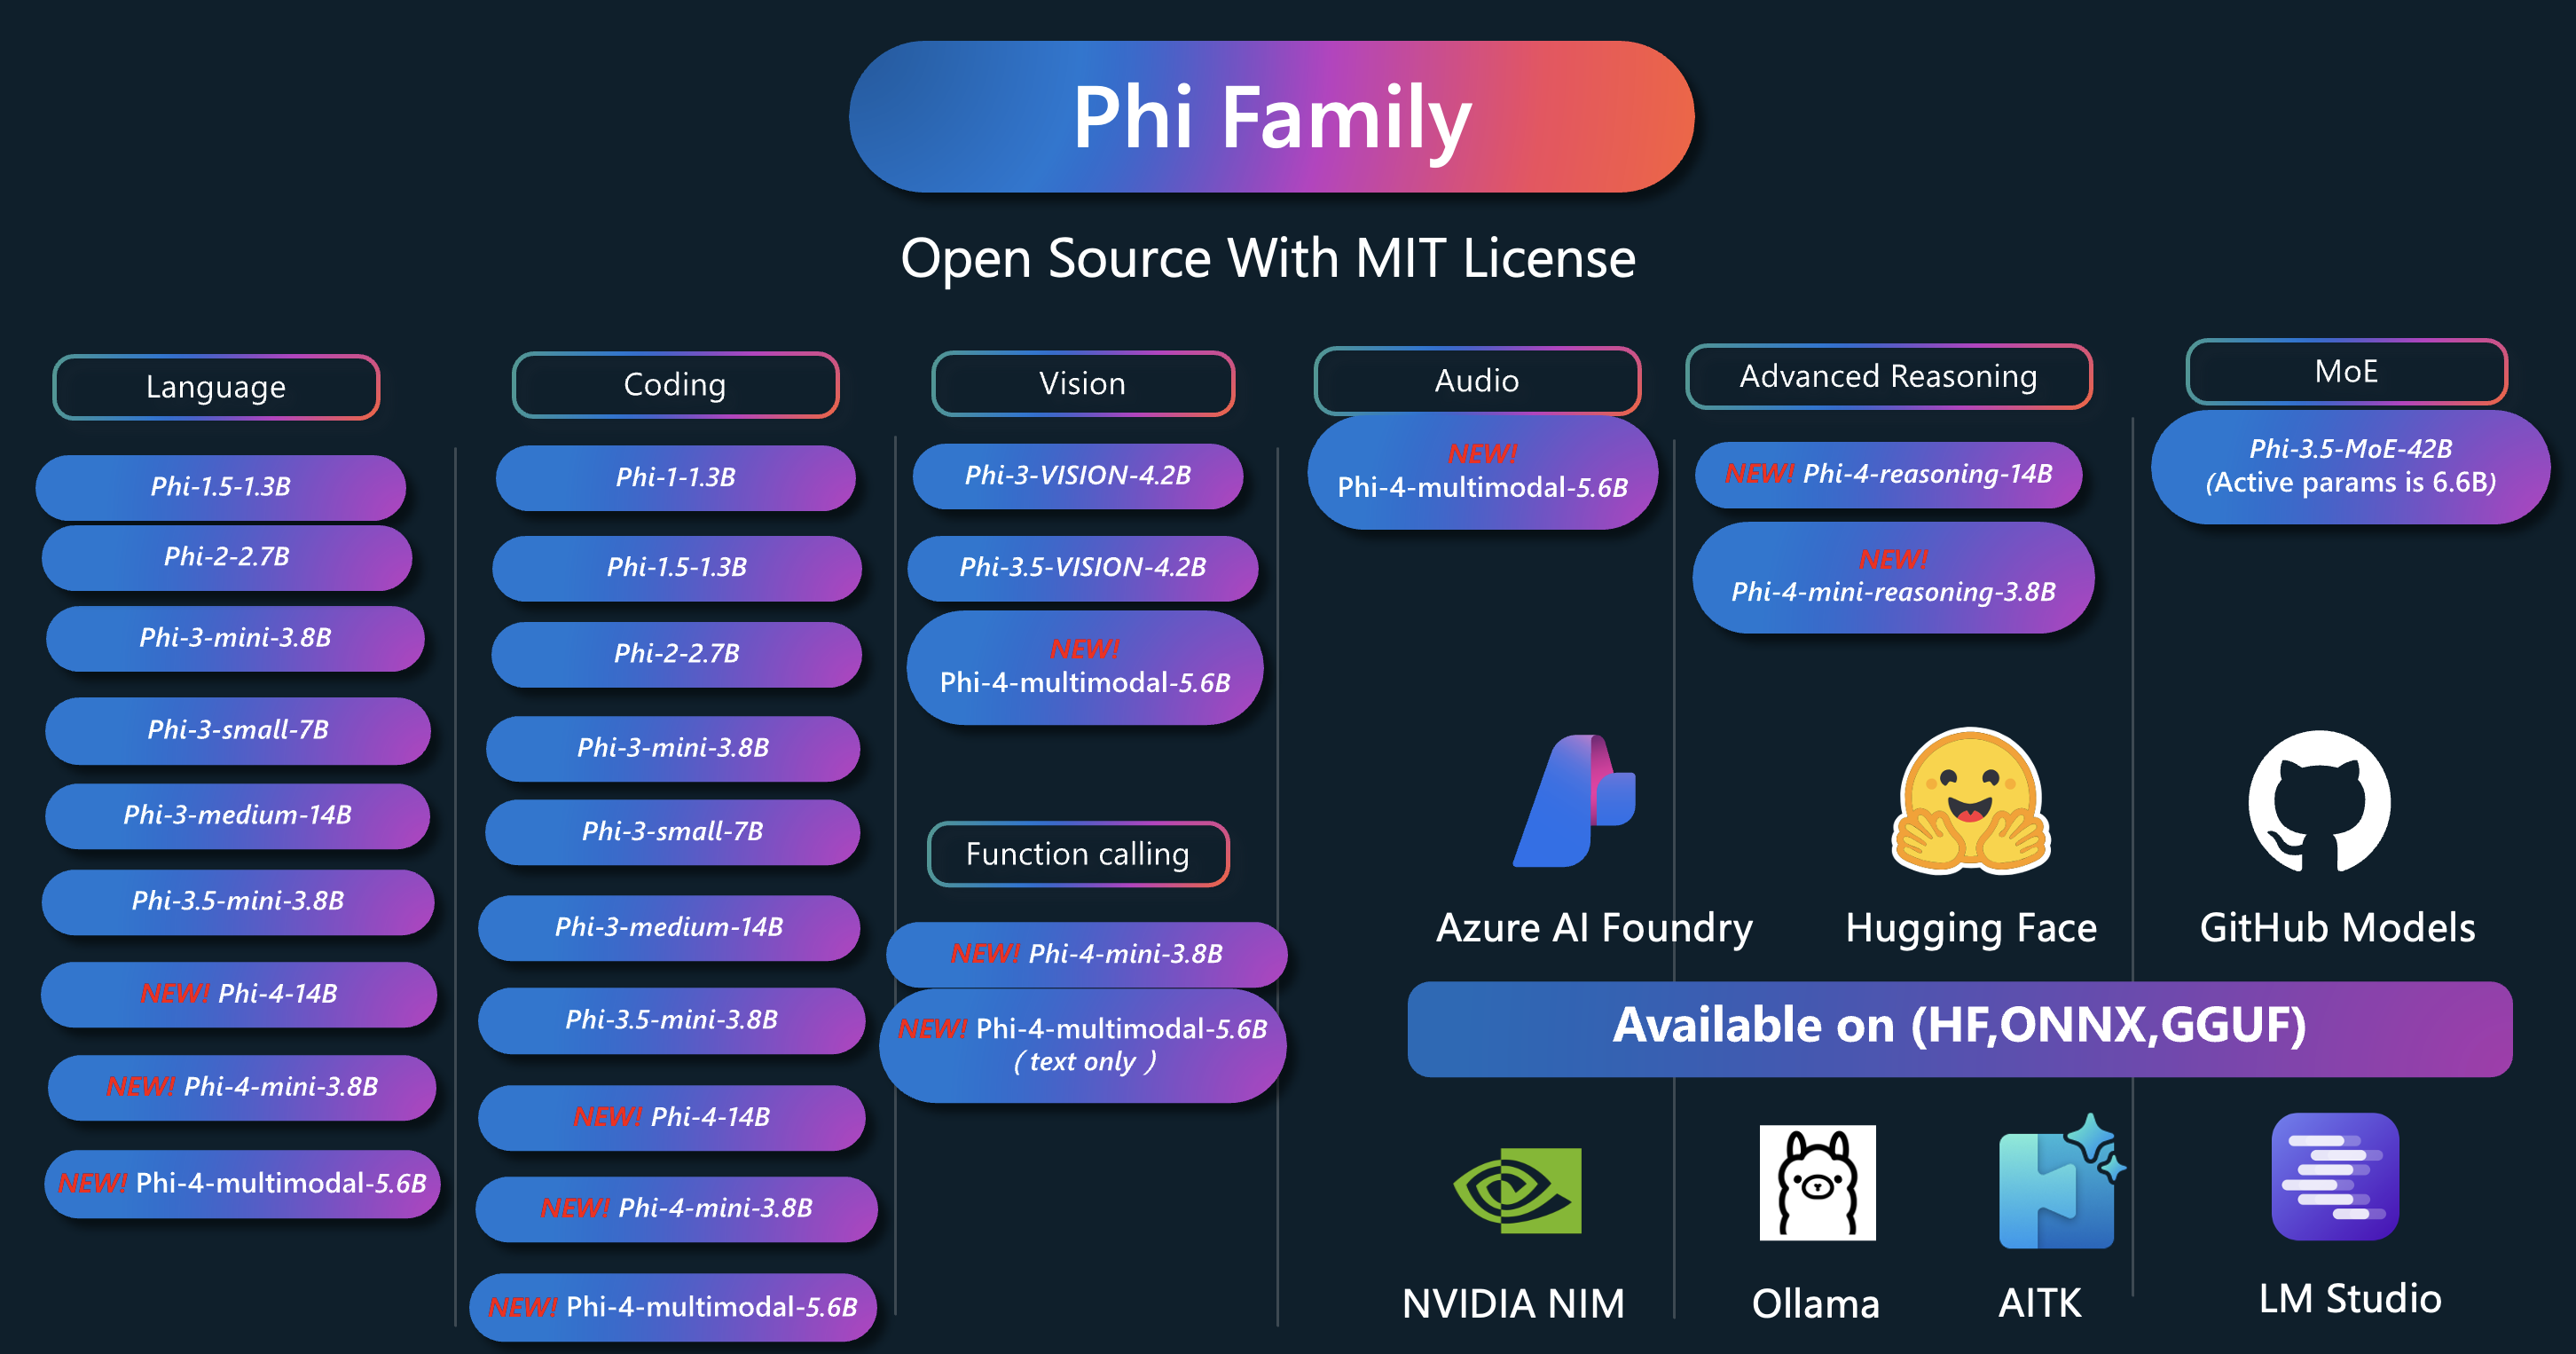 Phi Family
Open Source With MIT License
Language
Phi-1.5-1.3B
Phi-2-2.7B
Phi-3-mini-3.8B
Phi-3-small-7B
Phi-3-medium-14B
Phi-3.5-mini-3.8B
NEW! Phi-4-14B
NEW! Phi-4-mini-3.8B
NEW! Phi-4-multimodal-5.6B
Coding
Phi-1-1.3B
Phi-1.5-1.3B
Phi-2-2.7B
Phi-3-mini-3.8B
Phi-3-small-7B
Phi-3-medium-14B
Phi-3.5-mini-3.8B
NEW! Phi-4-14B
NEW! Phi-4-mini-3.8B
NEW! Phi-4-multimodal-5.6B
Vision
Phi-3-VISION-4.2B
Phi-3.5-VISION-4.2B
NEW!
Phi-4-multimodal-5.6B
Function calling
NEW! Phi-4-mini-3.8B
NEW! Phi-4-multimodal-5.6B
( text only )
Audio
NEW!
Phi-4-multimodal-5.6B
Advanced Reasoning
NEW! Phi-4-reasoning-14B
NEW!
Phi-4-mini-reasoning-3.8B
MoE
Phi-3.5-MoE-42B
(Active params is 6.6B)
Azure AI Foundry
Hugging Face
GitHub Models
Available on (HF,ONNX,GGUF)
NVIDIA NIM
Ollama
AITK
LM Studio